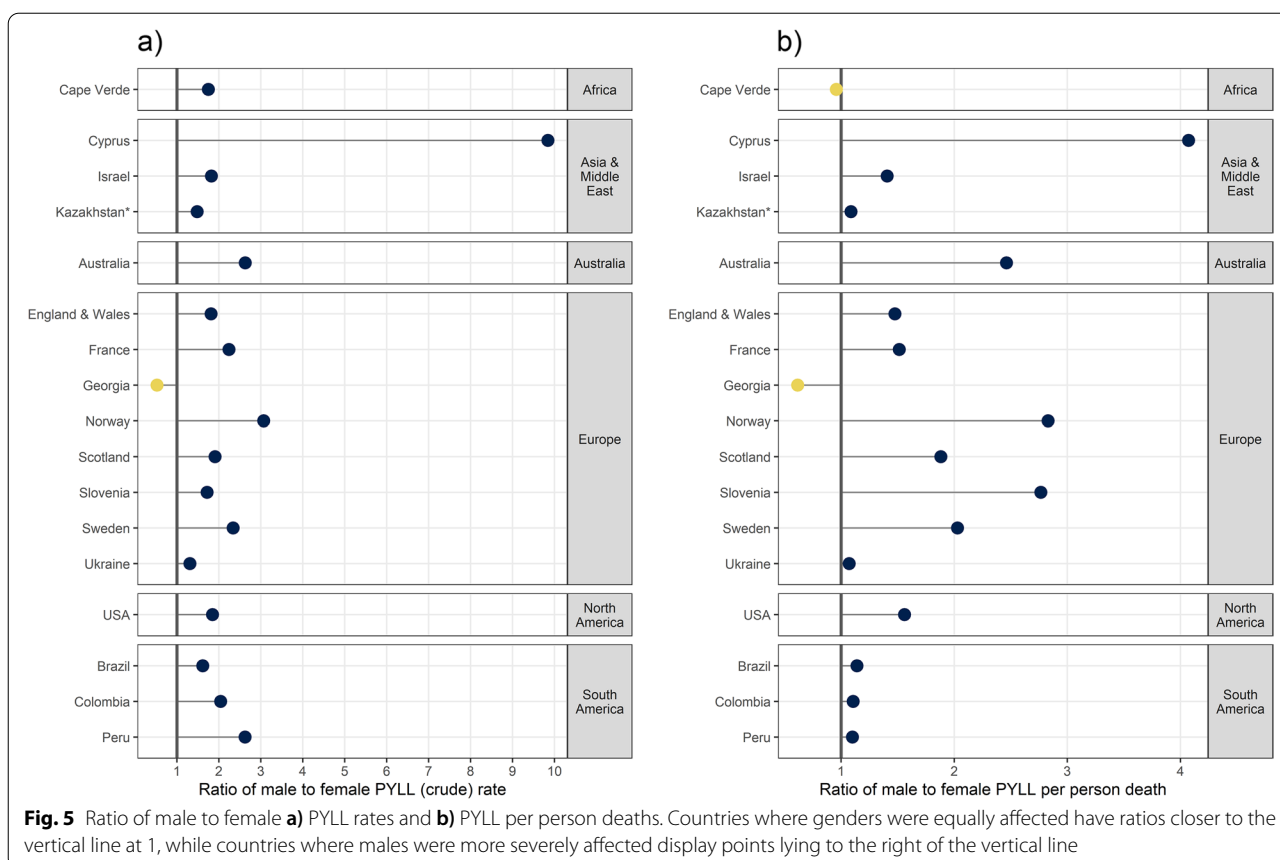 a)
Cape Verde
Africa
Cyprus
Israel
Kazakhstan*
Asia &
Middle
East
Australia
Australia
England & Wales
France
Georgia
Norway
Scotland
Slovenia
Sweden
Ukraine
Europe
USA
North
America
Brazil
Colombia
Peru
South
America
1 2 3 4 5 6 7 8 9 10
Ratio of male to female PYLL (crude) rate
b)
Cape Verde
Africa
Cyprus
Israel
Kazakhstan*
Asia &
Middle
East
Australia
Australia
England & Wales
France
Georgia
Norway
Scotland
Slovenia
Sweden
Ukraine
Europe
USA
North
America
Brazil
Colombia
Peru
South
America
1 2 3 4
Ratio of male to female PYLL per person death
Fig. 5 Ratio of male to female a) PYLL rates and b) PYLL per person deaths. Countries where genders were equally affected have ratios closer to the
vertical line at 1, while countries where males were more severely affected display points lying to the right of the vertical line